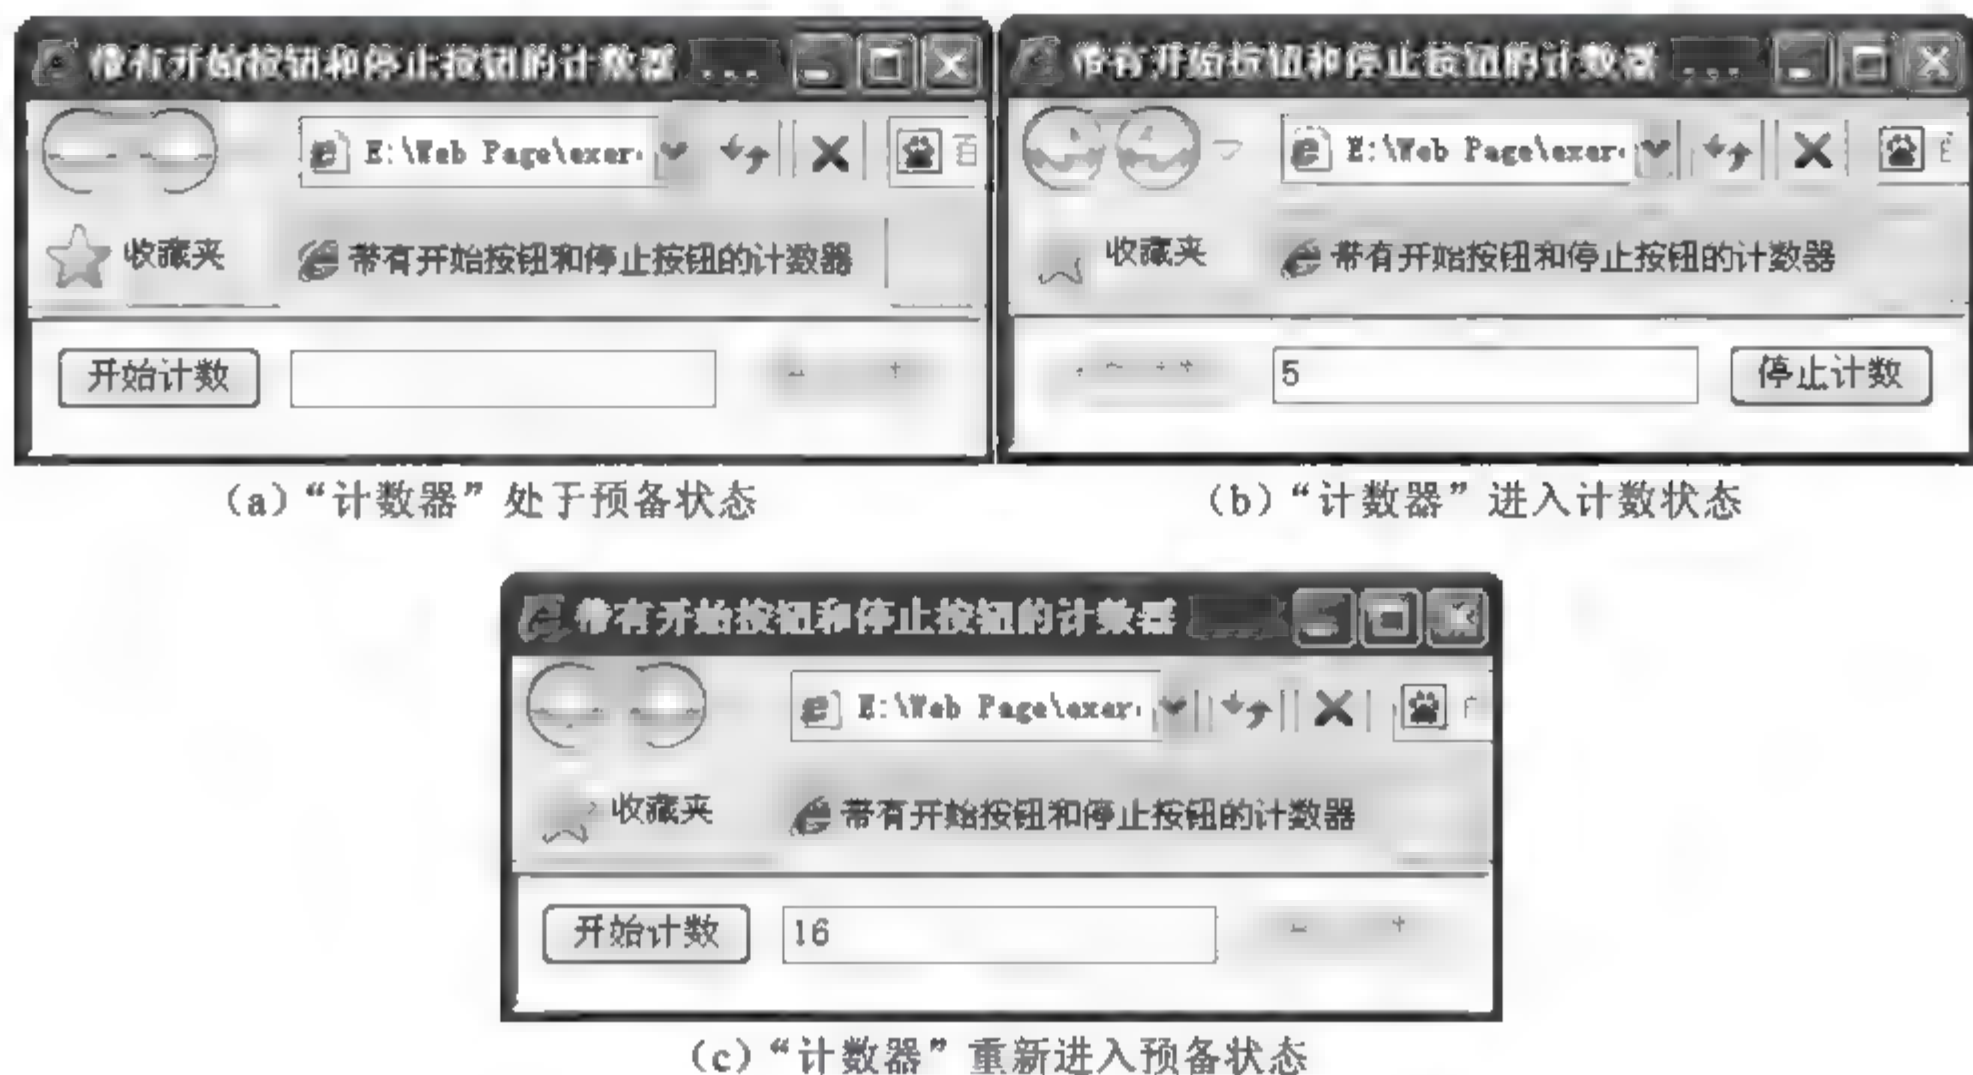 带有开始按钮和停止按钮的计数器 ...
E:\Web Page\exer
百
收藏夹
带有开始按钮和停止按钮的计数器
开始计数
(a)“计数器”处于预备状态
带有开始按钮和停止按钮的计数器 ...
E:\Web Page\exer
收藏夹
带有开始按钮和停止按钮的计数器
5
停止计数
(b)“计数器”进入计数状态
带有开始按钮和停止按钮的计数器
E:\Web Page\exer
收藏夹
带有开始按钮和停止按钮的计数器
开始计数
16
(c)“计数器”重新进入预备状态